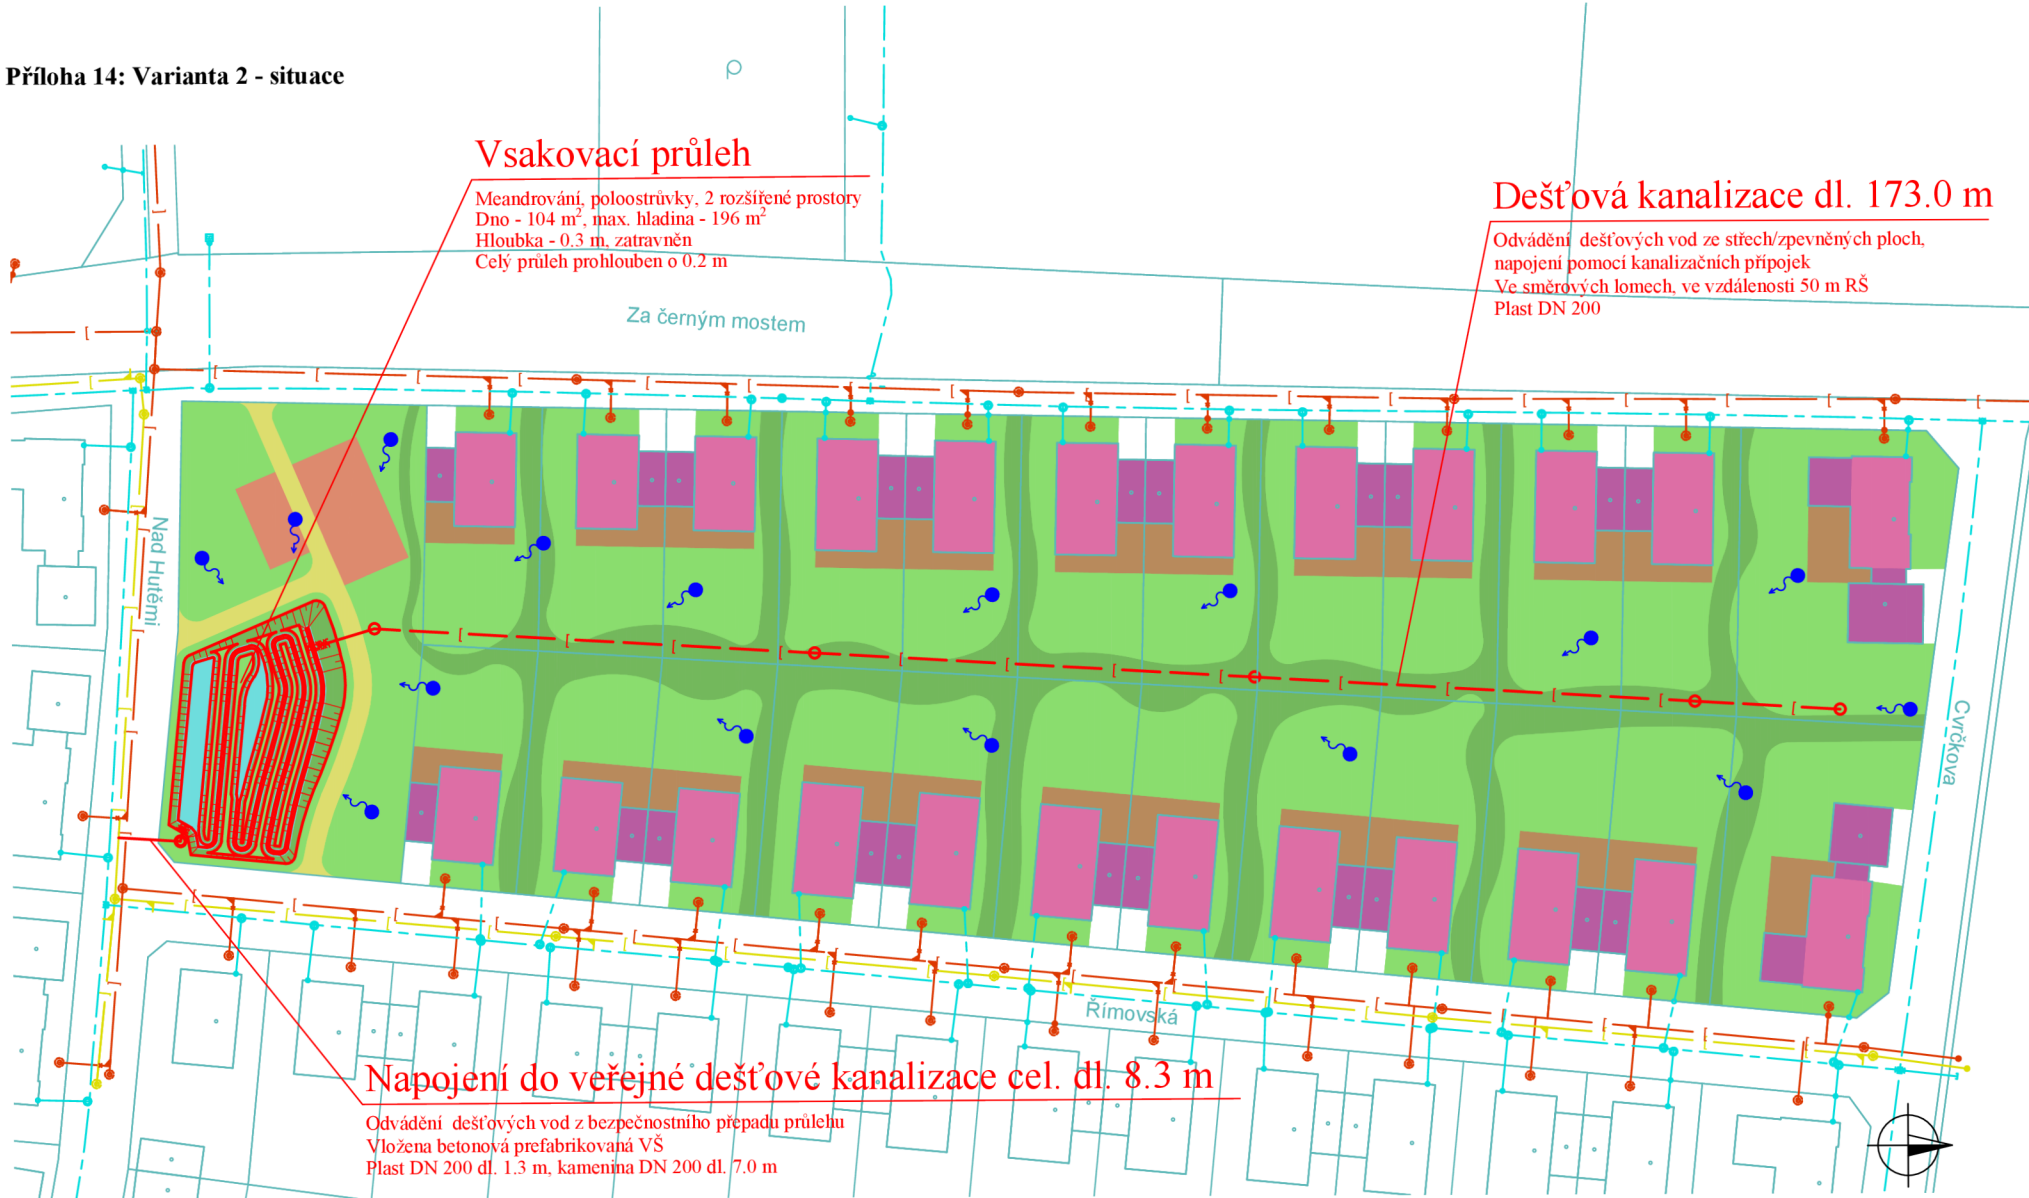 Příloha 14: Varianta 2 - situace
Vsakovací průleh
Meandrování, poloostrůvky, 2 rozšířené prostory
Dno - 104 m², max. hladina - 196 m²
Hloubka - 0.3 m, zatravněn
Celý průleh prohlouben o 0.2 m
Dešťová kanalizace dl. 173.0 m
Odvádění dešťových vod ze střech/zpevněných ploch,
napojení pomocí kanalizačních přípojek
Ve směrových lomech, ve vzdálenosti 50 m RŠ
Plast DN 200
Za černým mostem
Nad Hutěmi
Cvrčkova
Římovská
Napojení do veřejné dešťové kanalizace cel. dl. 8.3 m
Odvádění dešťových vod z bezpečnostního přepadu průlehu
Vložena betonová prefabrikovaná VŠ
Plast DN 200 dl. 1.3 m, kamenina DN 200 dl. 7.0 m